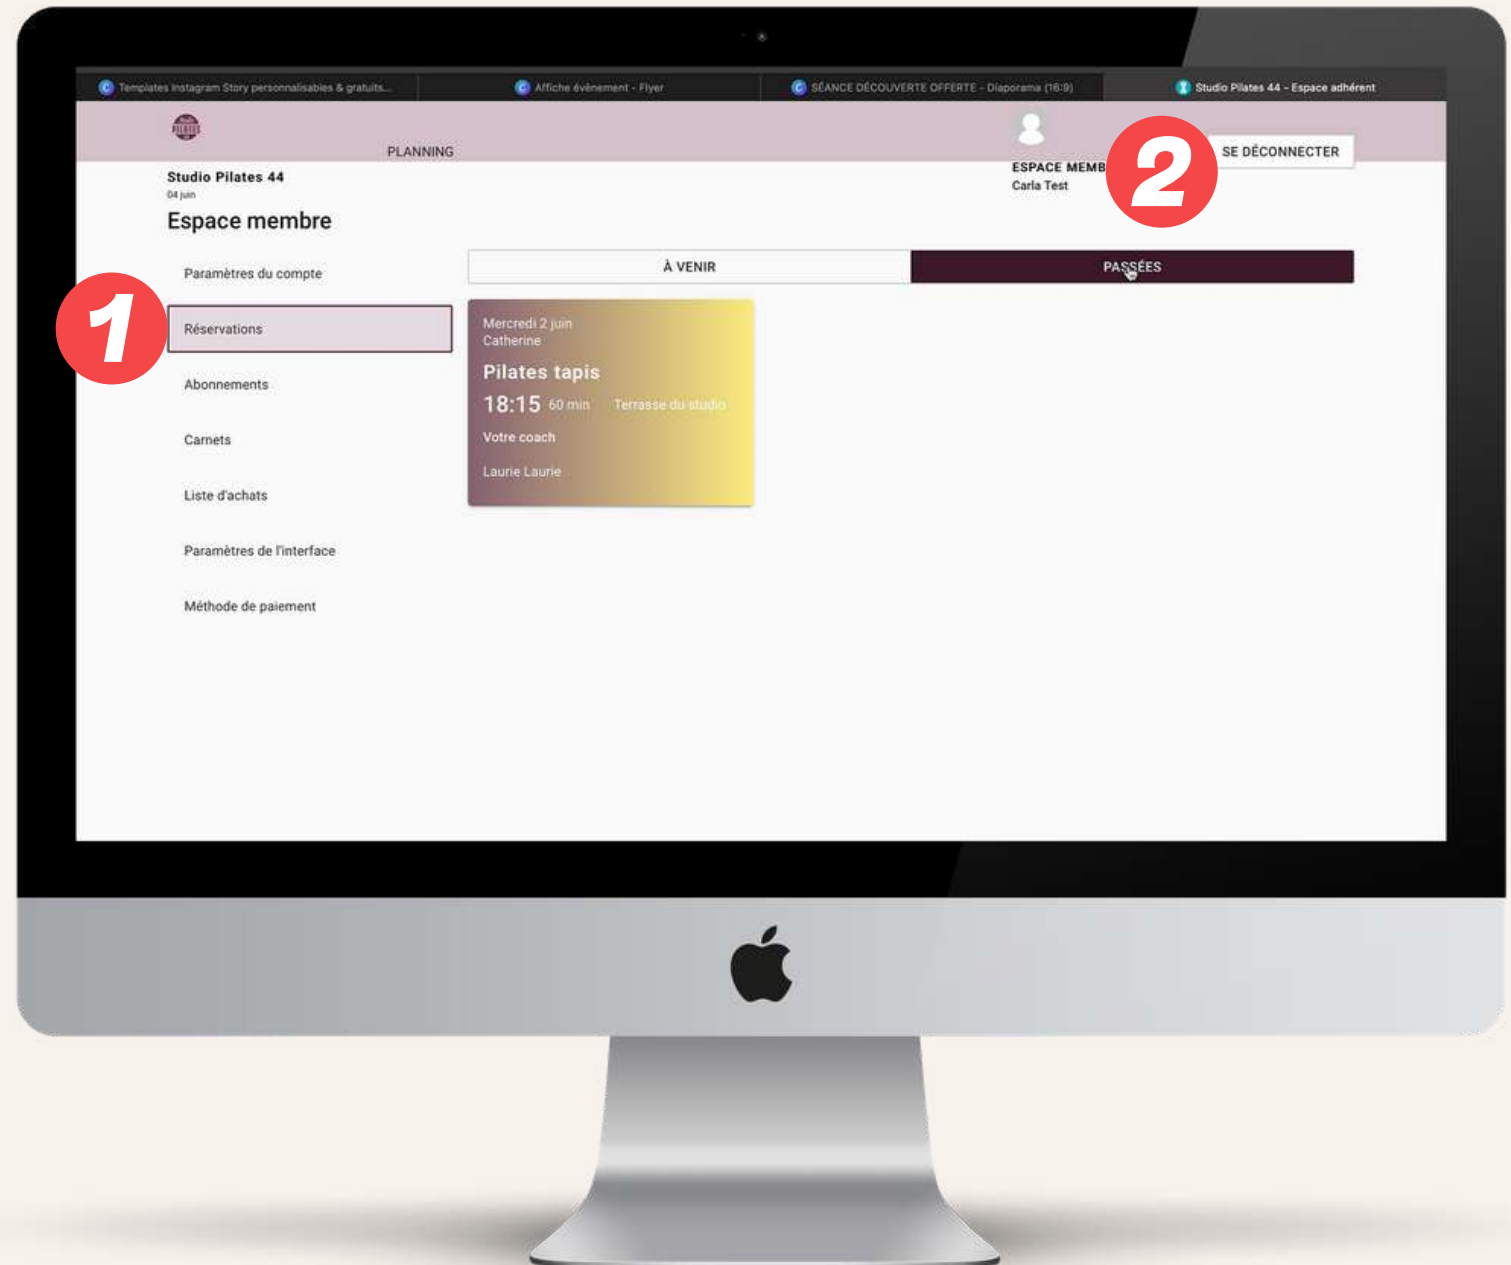 Templates Instagram Story personnalisables & gratuits...
Affiche évènement - Flyer
SÉANCE DÉCOUVERTE OFFERTE - Diaporama (16:9)
Studio Pilates 44 - Espace adhérent
PILATES
PLANNING
SE DÉCONNECTER
2
ESPACE MEMB
Carla Test
Studio Pilates 44
04 juin
Espace membre
À VENIR
PASSÉES
1
Paramètres du compte
Réservations
Abonnements
Carnets
Liste d'achats
Paramètres de l'interface
Méthode de paiement
Mercredi 2 juin
Catherine
Pilates tapis
18:15 60 min Terrasse du studio
Votre coach
Laurie Laurie